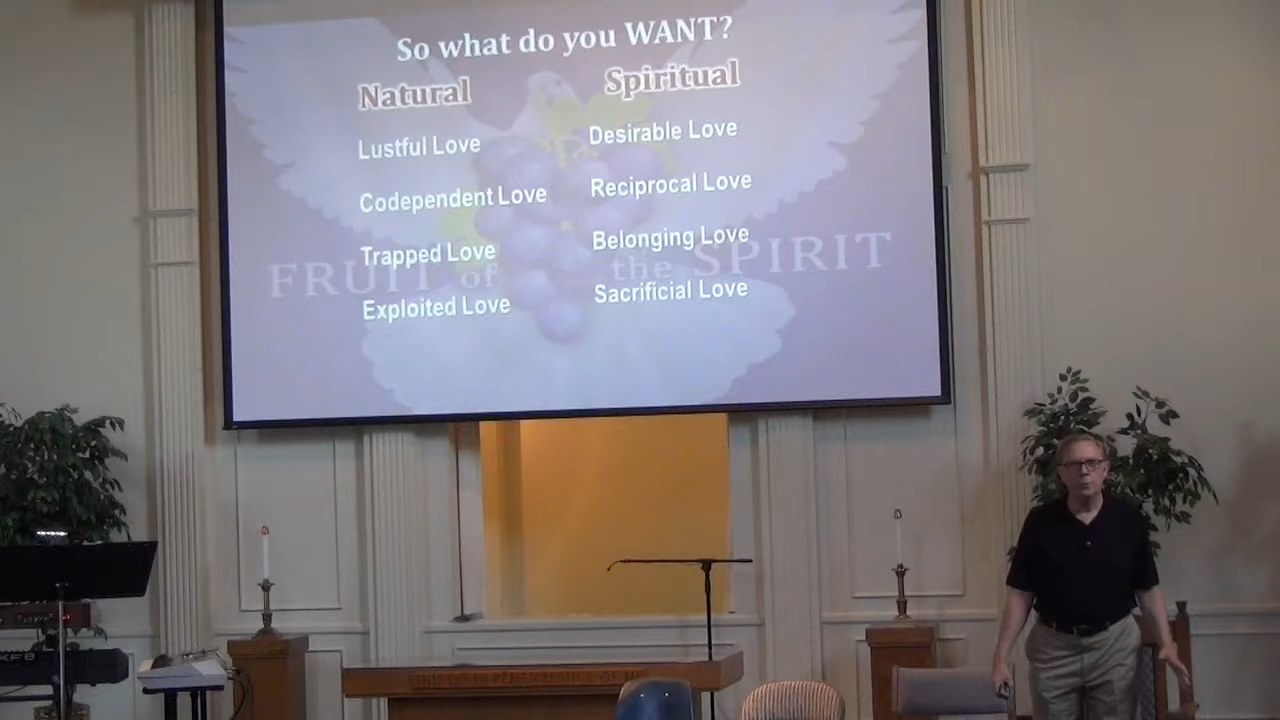 So what do you WANT?
Natural Spiritual
Lustful Love Desirable Love
Codependent Love Reciprocal Love
Trapped Love Belonging Love
FRUIT of the SPIRIT
Exploited Love Sacrificial Love